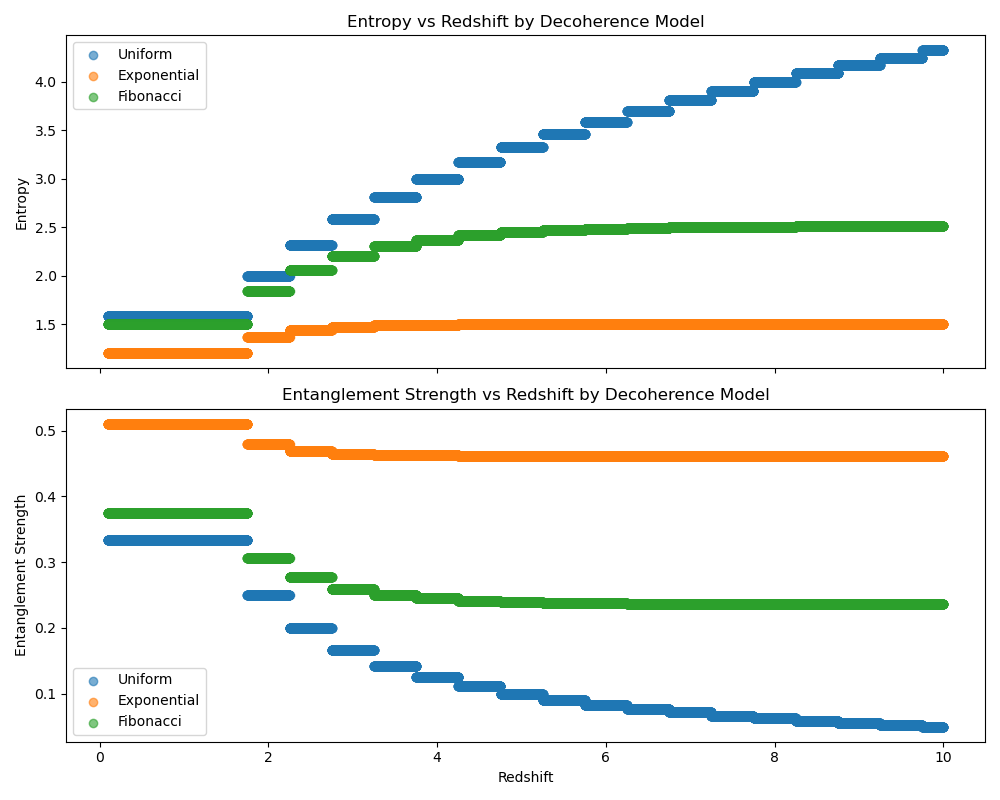 Entropy vs Redshift by Decoherence Model
Uniform
Exponential
Fibonacci
Entropy
4.0
3.5
3.0
2.5
2.0
1.5
Entanglement Strength vs Redshift by Decoherence Model
Entanglement Strength
0.5
0.4
0.3
0.2
0.1
Uniform
Exponential
Fibonacci
0 2 4 6 8 10
Redshift